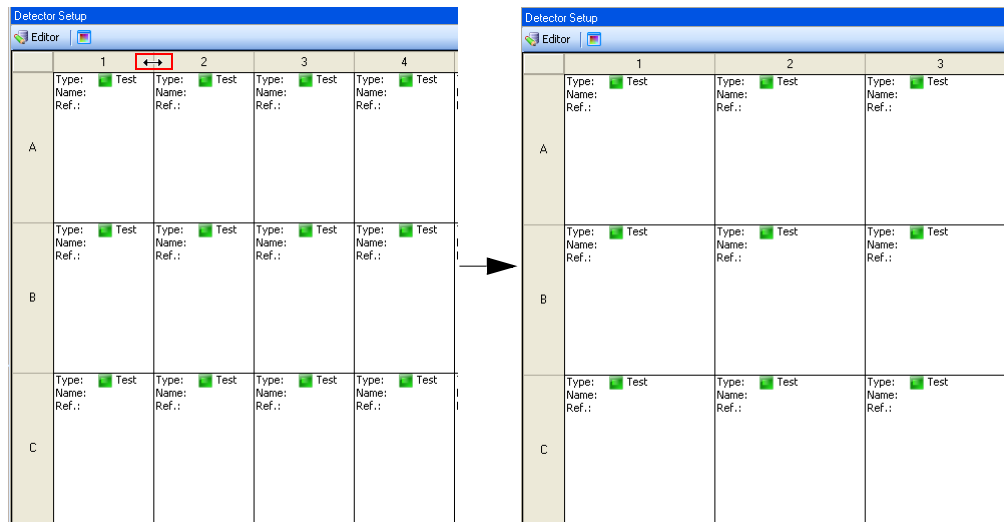 Detector Setup
Editor
1 2 3 4
Type: Test Type: Test Type: Test Type: Test
Name: Name: Name: Name:
Ref.: Ref.: Ref.: Ref.:
A
Type: Test Type: Test Type: Test Type: Test
Name: Name: Name: Name:
Ref.: Ref.: Ref.: Ref.:
B
Type: Test Type: Test Type: Test Type: Test
Name: Name: Name: Name:
Ref.: Ref.: Ref.: Ref.:
C
Detector Setup
Editor
1 2 3
Type: Test Type: Test Type: Test
Name: Name: Name:
Ref.: Ref.: Ref.:
A
Type: Test Type: Test Type: Test
Name: Name: Name:
Ref.: Ref.: Ref.:
B
Type: Test Type: Test Type: Test
Name: Name: Name:
Ref.: Ref.: Ref.:
C